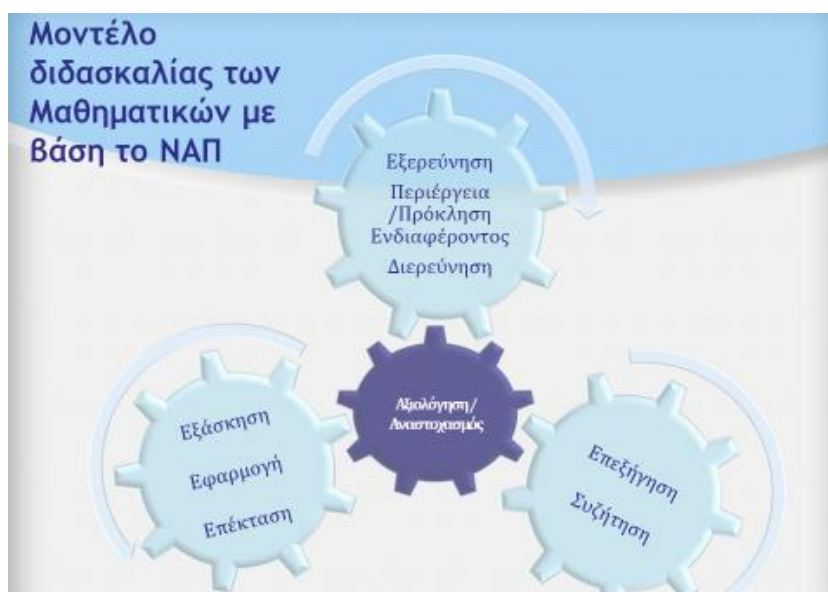 Μοντέλο
διδασκαλίας των
Μαθηματικών με
βάση το ΝΑΠ
Εξερεύνηση
Περιέργεια
/Πρόκληση
Ενδιαφέροντος
Διερεύνηση
Αξιολόγηση /
Αναστοχασμός
Εξάσκηση
Εφαρμογή
Επέκταση
Επεξήγηση
Συζήτηση